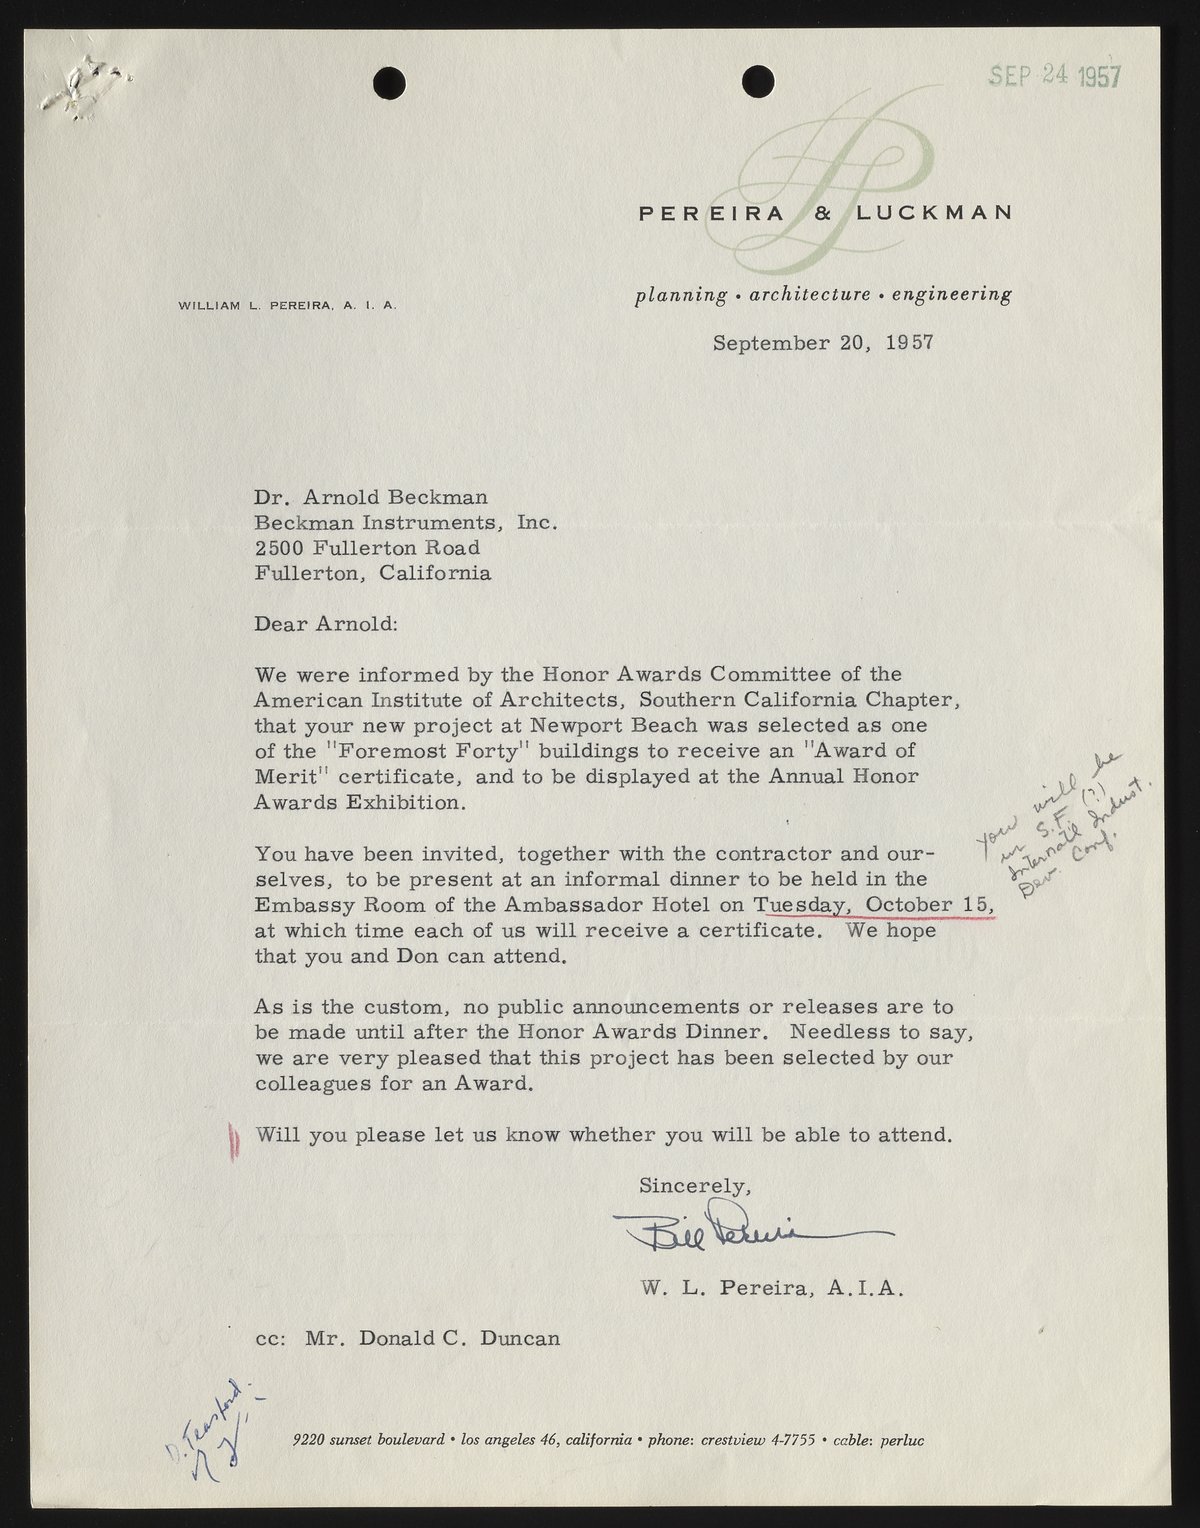 SEP 24 1957
PEREIRA & LUCKMAN
planning • architecture • engineering
WILLIAM L. PEREIRA, A. I. A.
September 20, 1957
Dr. Arnold Beckman
Beckman Instruments, Inc.
2500 Fullerton Road
Fullerton, California
Dear Arnold:
We were informed by the Honor Awards Committee of the
American Institute of Architects, Southern California Chapter,
that your new project at Newport Beach was selected as one
of the "Foremost Forty" buildings to receive an "Award of
Merit" certificate, and to be displayed at the Annual Honor
Awards Exhibition.
You have been invited, together with the contractor and our-
selves, to be present at an informal dinner to be held in the
Embassy Room of the Ambassador Hotel on Tuesday, October 15,
at which time each of us will receive a certificate. We hope
that you and Don can attend.
You will be
in S.F. (?)
Internat'l Indust.
Dev. Conf.
As is the custom, no public announcements or releases are to
be made until after the Honor Awards Dinner. Needless to say,
we are very pleased that this project has been selected by our
colleagues for an Award.
Will you please let us know whether you will be able to attend.
Sincerely,
Bill Pereira
W. L. Pereira, A.I.A.
cc: Mr. Donald C. Duncan
9220 sunset boulevard • los angeles 46, california • phone: crestview 4-7755 • cable: perluc